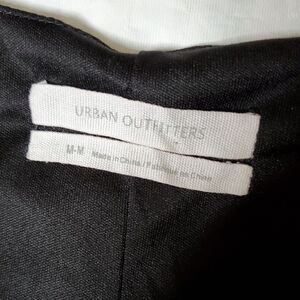 URBAN OUTFITTERS
M-M Made in China / Fabriqué en Chine